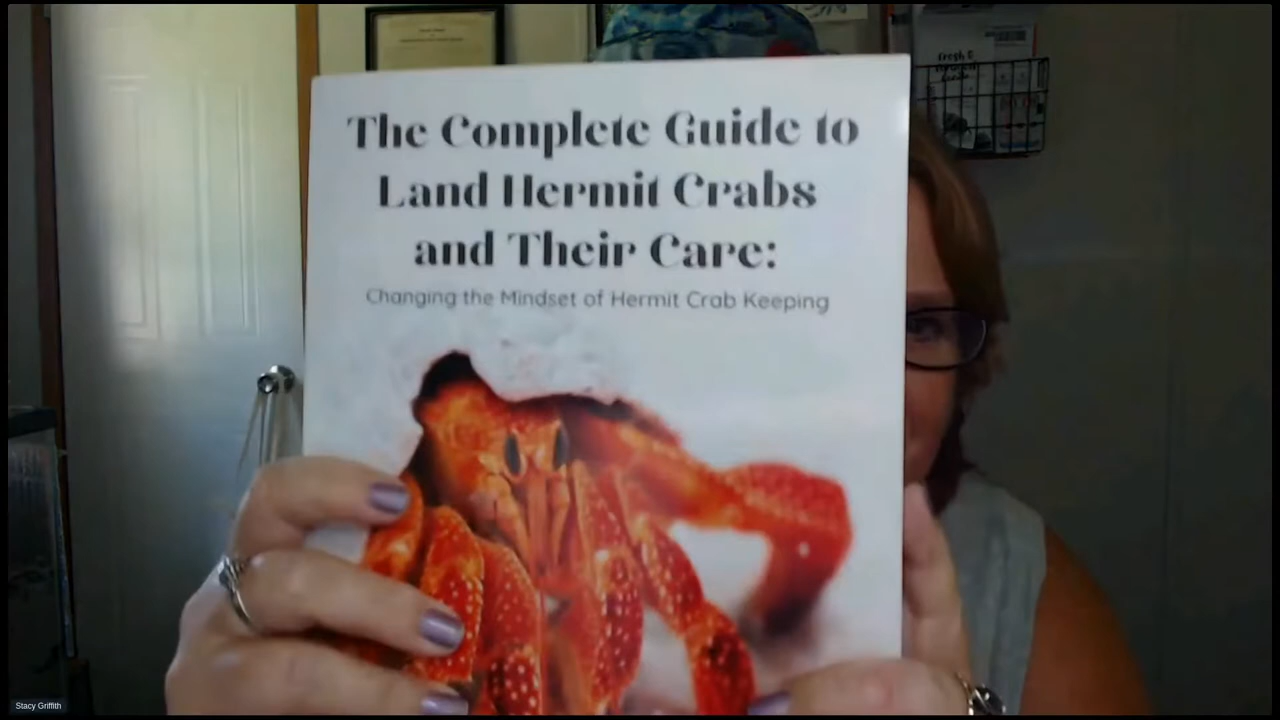 The Complete Guide to
Land Hermit Crabs
and Their Care:
Changing the Mindset of Hermit Crab Keeping
Fresh &
Stacy Griffith